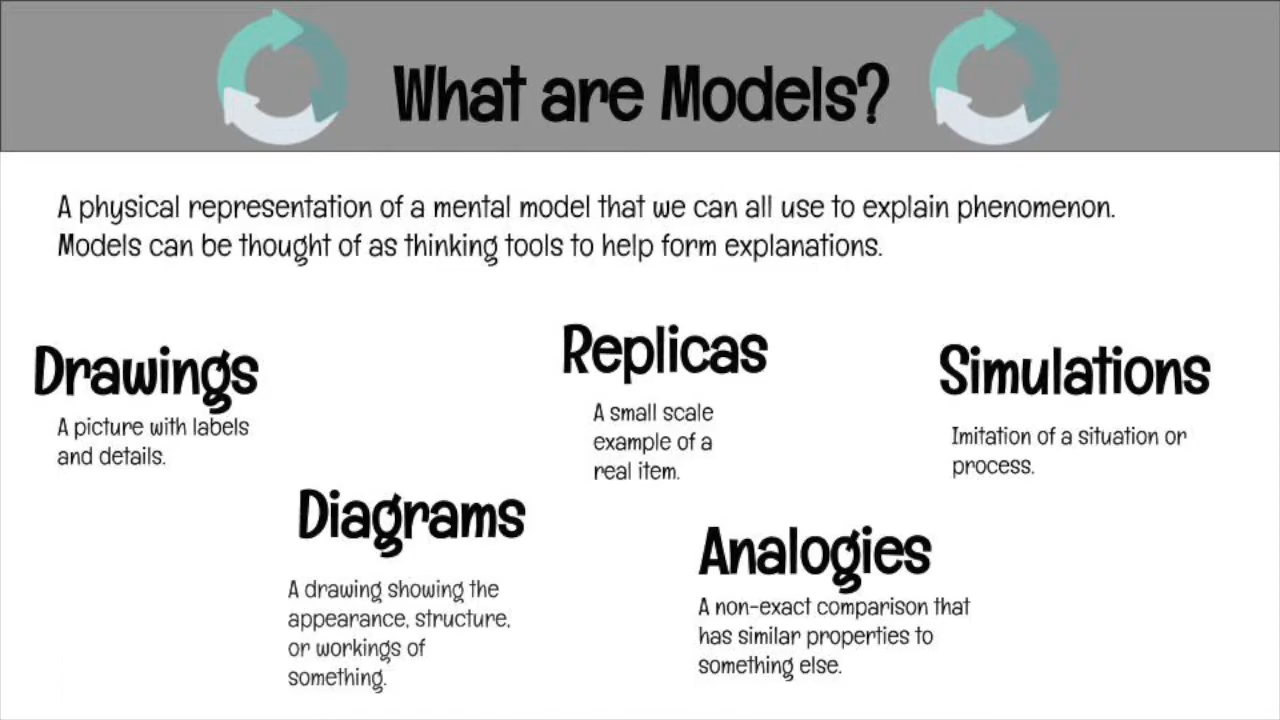 What are Models?
A physical representation of a mental model that we can all use to explain phenomenon.
Models can be thought of as thinking tools to help form explanations.
Drawings
A picture with labels
and details.
Diagrams
A drawing showing the
appearance, structure,
or workings of
something.
Replicas
A small scale
example of a
real item.
Analogies
A non-exact comparison that
has similar properties to
something else.
Simulations
Imitation of a situation or
process.